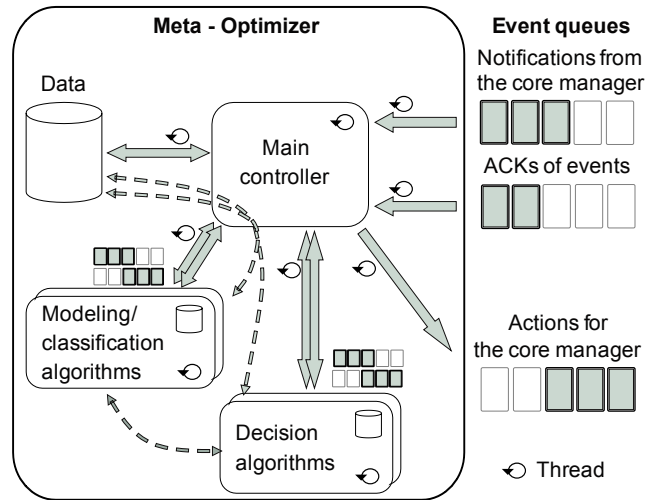 Meta - Optimizer
Event queues
Notifications from
the core manager
ACKs of events
Actions for
the core manager
Thread
Data
Main
controller
Modeling/
classification
algorithms
Decision
algorithms